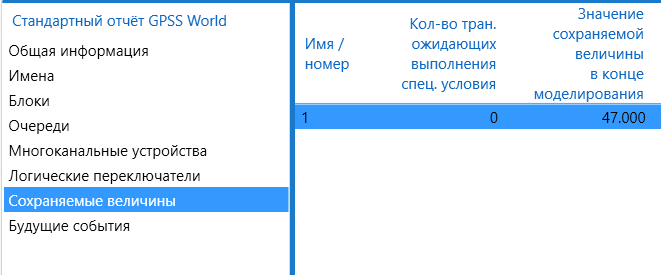 Стандартный отчёт GPSS World
Общая информация
Имена
Блоки
Очереди
Многоканальные устройства
Логические переключатели
Сохраняемые величины
Будущие события
Имя /
номер
Кол-во тран.
ожидающих
выполнения
спец. условия
Значение
сохраняемой
величины
в конце
моделирования
1 0 47.000